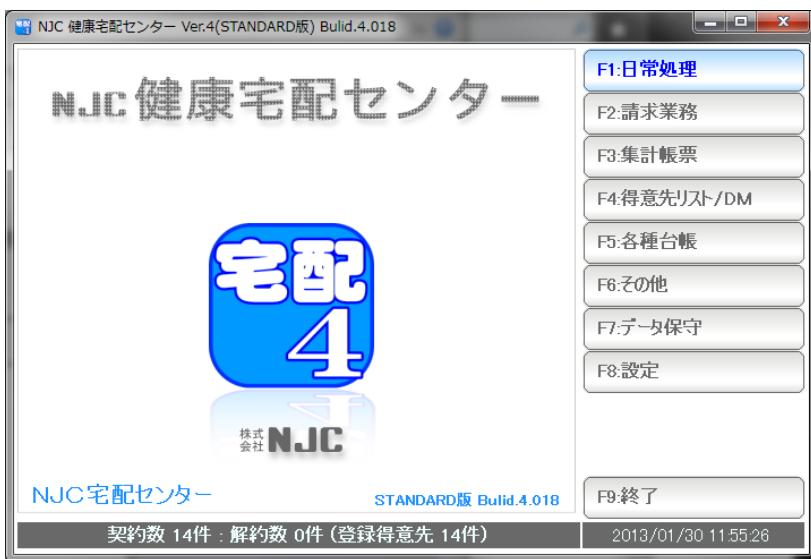 NJC 健康宅配センター Ver.4(STANDARD版) Bulid.4.018
NJC 健康宅配センター
宅配
4
株式会社 NJC
NJC宅配センター
STANDARD版 Bulid.4.018
F1:日常処理
F2:請求業務
F3:集計帳票
F4:得意先リスト/DM
F5:各種台帳
F6:その他
F7:データ保守
F8:設定
F9:終了
契約数 14件 : 解約数 0件 (登録得意先 14件)
2013/01/30 11:55:26